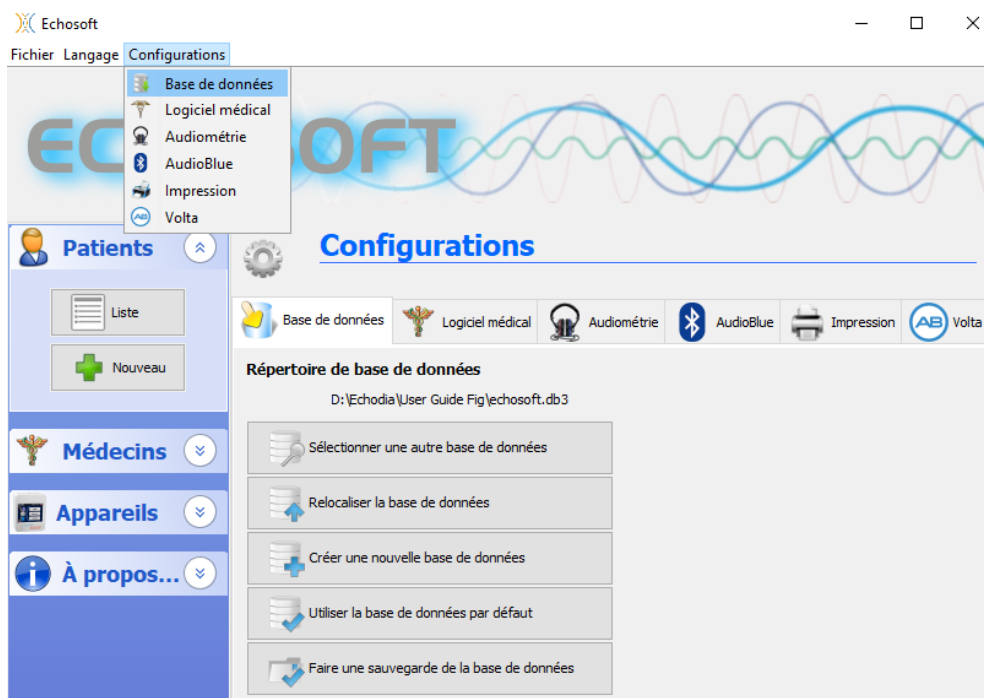 Echosoft
Fichier Langage Configurations
Base de données
Logiciel médical
Audiométrie
AudioBlue
Impression
AB Volta
Patients
Liste
Nouveau
Médecins
Appareils
À propos...
Configurations
Base de données Logiciel médical Audiométrie AudioBlue Impression AB Volta
Répertoire de base de données
D:\Echodia\User Guide Fig\echosoft.db3
Sélectionner une autre base de données
Relocaliser la base de données
Créer une nouvelle base de données
Utiliser la base de données par défaut
Faire une sauvegarde de la base de données